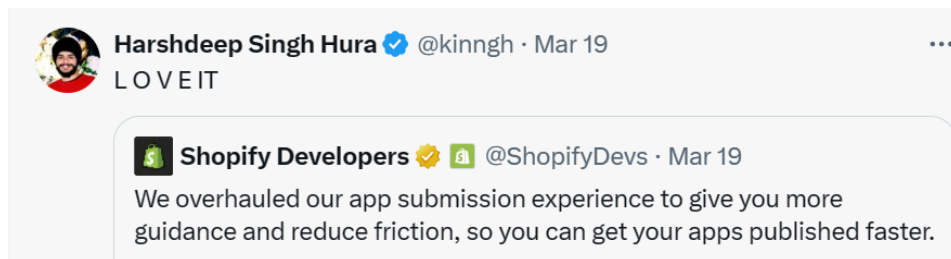 Harshdeep Singh Hura @kinngh · Mar 19
L O V E IT
Shopify Developers @ShopifyDevs · Mar 19
We overhauled our app submission experience to give you more
guidance and reduce friction, so you can get your apps published faster.